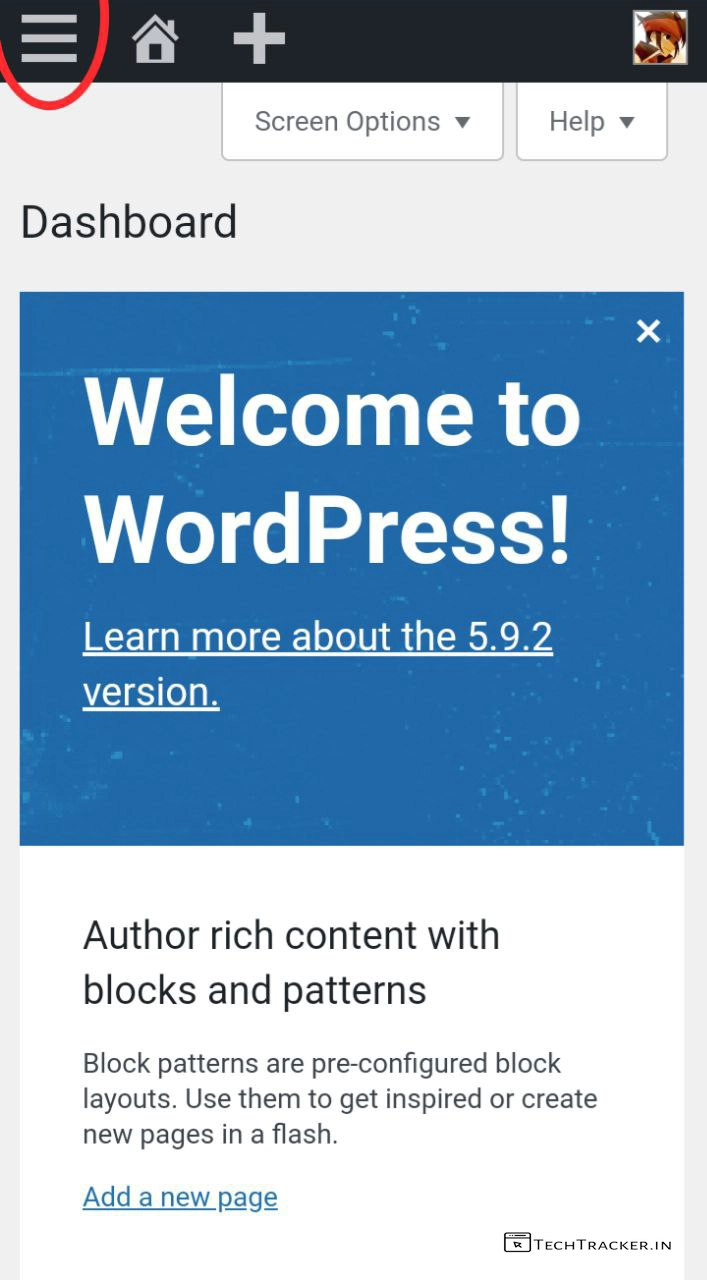 Screen Options
Help
Dashboard
Welcome to
WordPress!
Learn more about the 5.9.2
version.
Author rich content with
blocks and patterns
Block patterns are pre-configured block
layouts. Use them to get inspired or create
new pages in a flash.
Add a new page
TECHTRACKER.IN